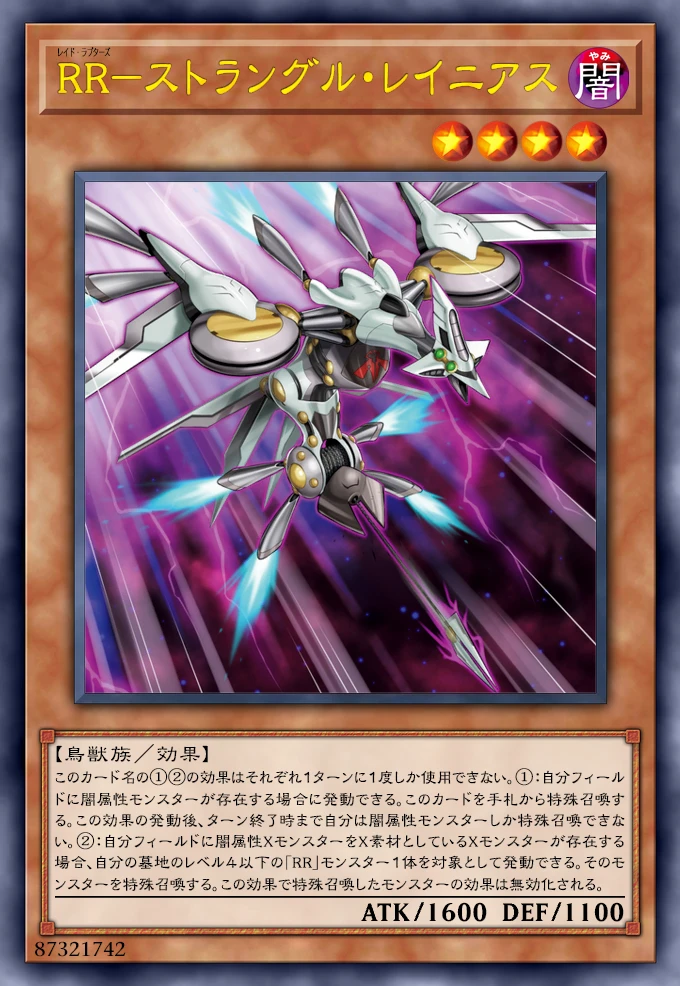 レイド・ラプターズ
RR－ストラングル・レイニアス
やみ
闇
【鳥獣族／効果】
このカード名の①②の効果はそれぞれ1ターンに1度しか使用できない。①：自分フィール
ドに闇属性モンスターが存在する場合に発動できる。このカードを手札から特殊召喚す
る。この効果の発動後、ターン終了時まで自分は闇属性モンスターしか特殊召喚できな
い。②：自分フィールドに闇属性XモンスターをX素材としているXモンスターが存在する
場合、自分の墓地のレベル4以下の「RR」モンスター1体を対象として発動できる。そのモ
ンスターを特殊召喚する。この効果で特殊召喚したモンスターの効果は無効化される。
ATK/1600 DEF/1100
87321742